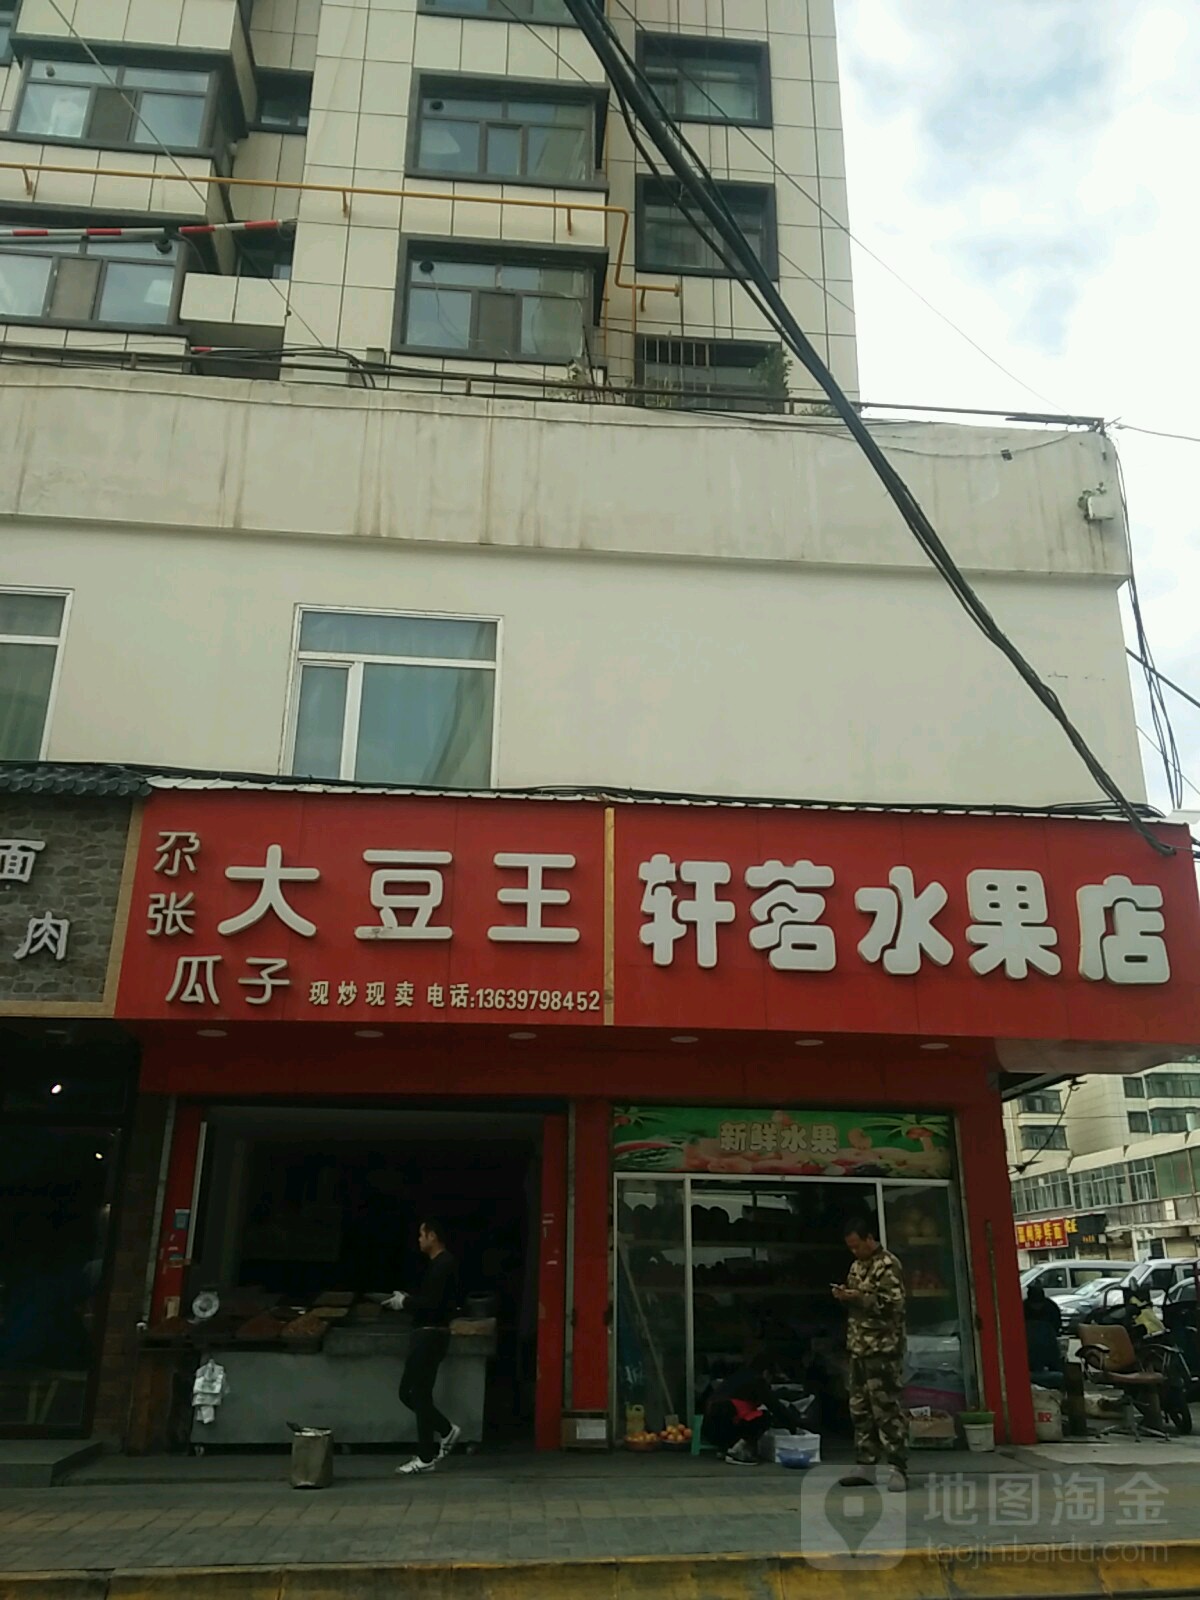 面
肉
尕张
瓜子
大豆王
现炒现卖 电话:13639798452
轩茗水果店
新鲜水果
地图淘金
taojin.baidu.com